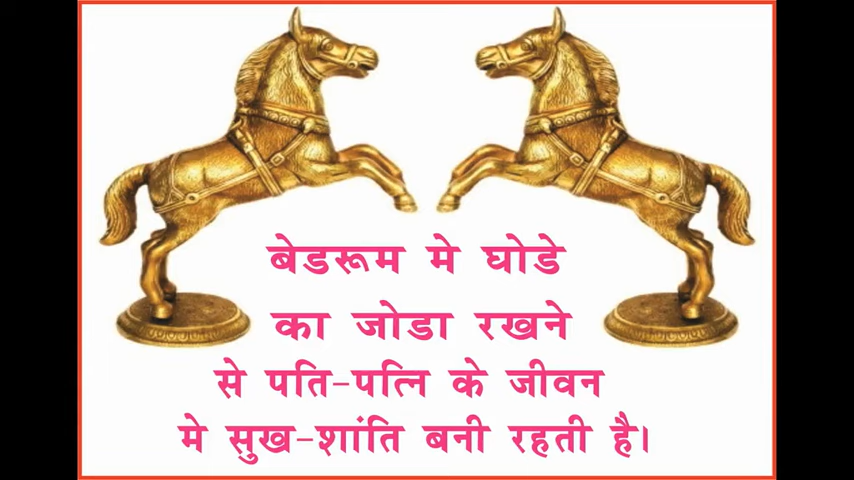 बेडरूम मे घोडे
का जोडा रखने
से पति-पत्नि के जीवन
मे सुख-शांति बनी रहती है।